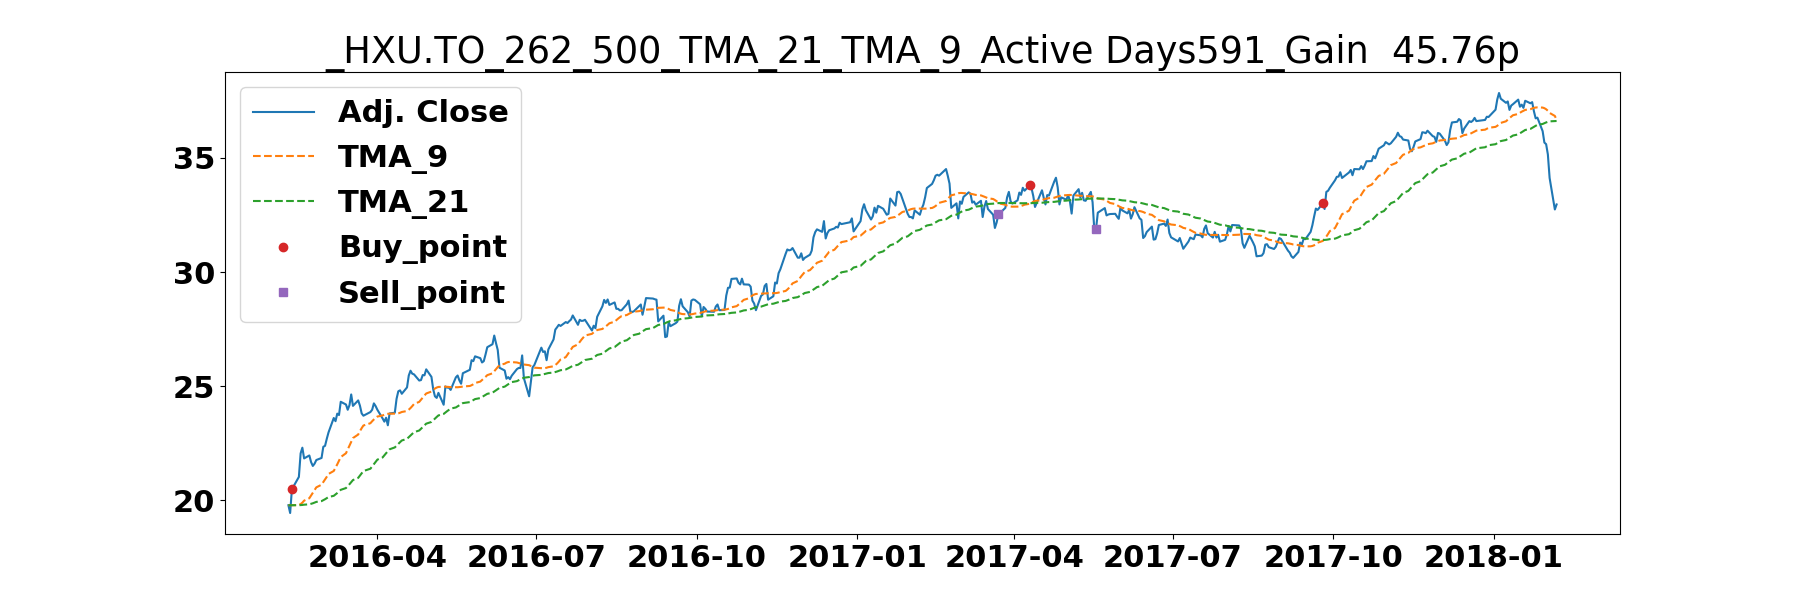 _HXU.TO_262_500_TMA_21_TMA_9_Active Days591_Gain  45.76p
Adj. Close
TMA_9
TMA_21
Buy_point
Sell_point
35
30
25
20
2016-04 2016-07 2016-10 2017-01 2017-04 2017-07 2017-10 2018-01